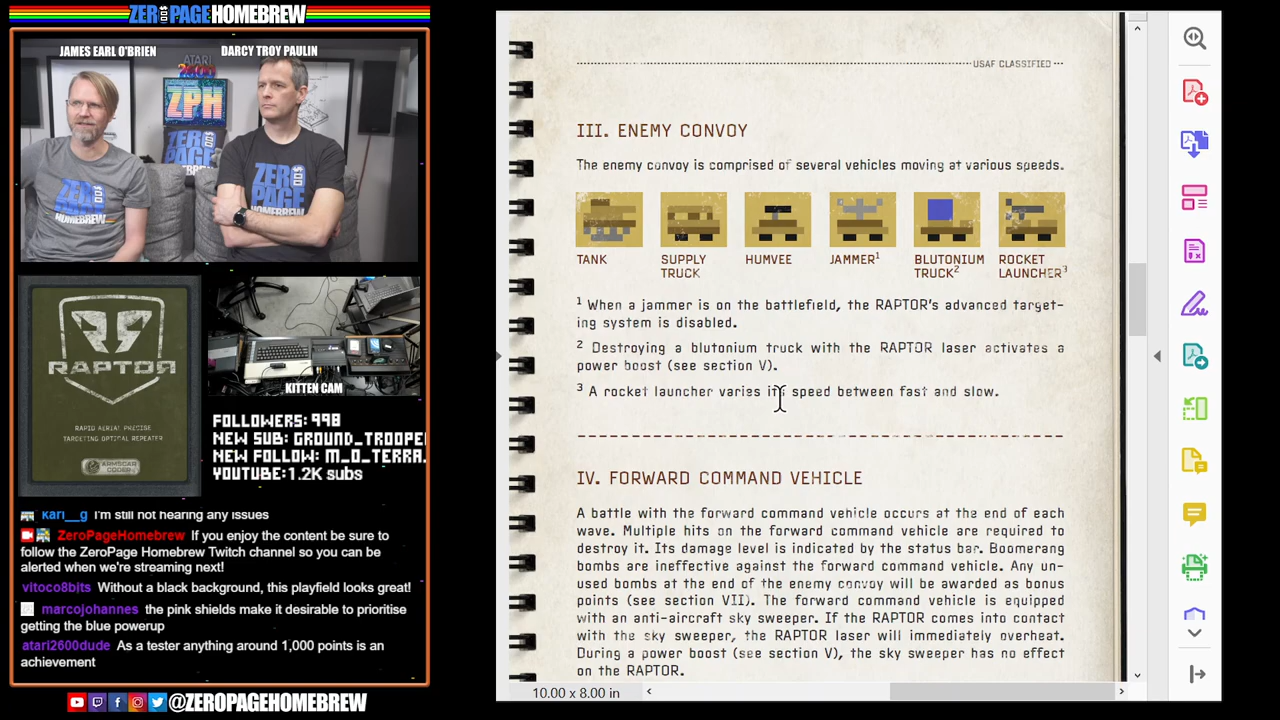 ZEROPAGE HOMEBREW
JAMES EARL O'BRIEN
DARCY TROY PAULIN
ATARI
ZPH
ZERO
PAGE
HOMEBREW
ZERO
PAGE
HOMEBREW
RAPTOR
RAPID AERIAL PRECISE
TARGETING OPTICAL REPEATER
ARMSCAR
CODER
KITTEN CAM
FOLLOWERS: 998
NEW SUB: GROUND_TROOPER
NEW FOLLOW: M_O_TERRA
YOUTUBE:1.2K subs
kari__g I'm still not hearing any issues
ZeroPageHomebrew If you enjoy the content be sure to
follow the ZeroPage Homebrew Twitch channel so you can be
alerted when we're streaming next!
vitoco8bits Without a black background, this playfield looks great!
marcojohannes the pink shields make it desirable to prioritise
getting the blue powerup
atari2600dude As a tester anything around 1,000 points is an
achievement
@ZEROPAGEHOMEBREW
USAF CLASSIFIED
III. ENEMY CONVOY
The enemy convoy is comprised of several vehicles moving at various speeds.
TANK
SUPPLY
TRUCK
HUMVEE
JAMMER¹
BLUTONIUM
TRUCK²
ROCKET
LAUNCHER³
¹ When a jammer is on the battlefield, the RAPTOR's advanced target-
ing system is disabled.
² Destroying a blutonium truck with the RAPTOR laser activates a
power boost (see section V).
³ A rocket launcher varies its speed between fast and slow.
IV. FORWARD COMMAND VEHICLE
A battle with the forward command vehicle occurs at the end of each
wave. Multiple hits on the forward command vehicle are required to
destroy it. Its damage level is indicated by the status bar. Boomerang
bombs are ineffective against the forward command vehicle. Any un-
used bombs at the end of the enemy convoy will be awarded as bonus
points (see section VII). The forward command vehicle is equipped
with an anti-aircraft sky sweeper. If the RAPTOR comes into contact
with the sky sweeper, the RAPTOR laser will immediately overheat.
During a power boost (see section V), the sky sweeper has no effect
on the RAPTOR.
10.00 x 8.00 in